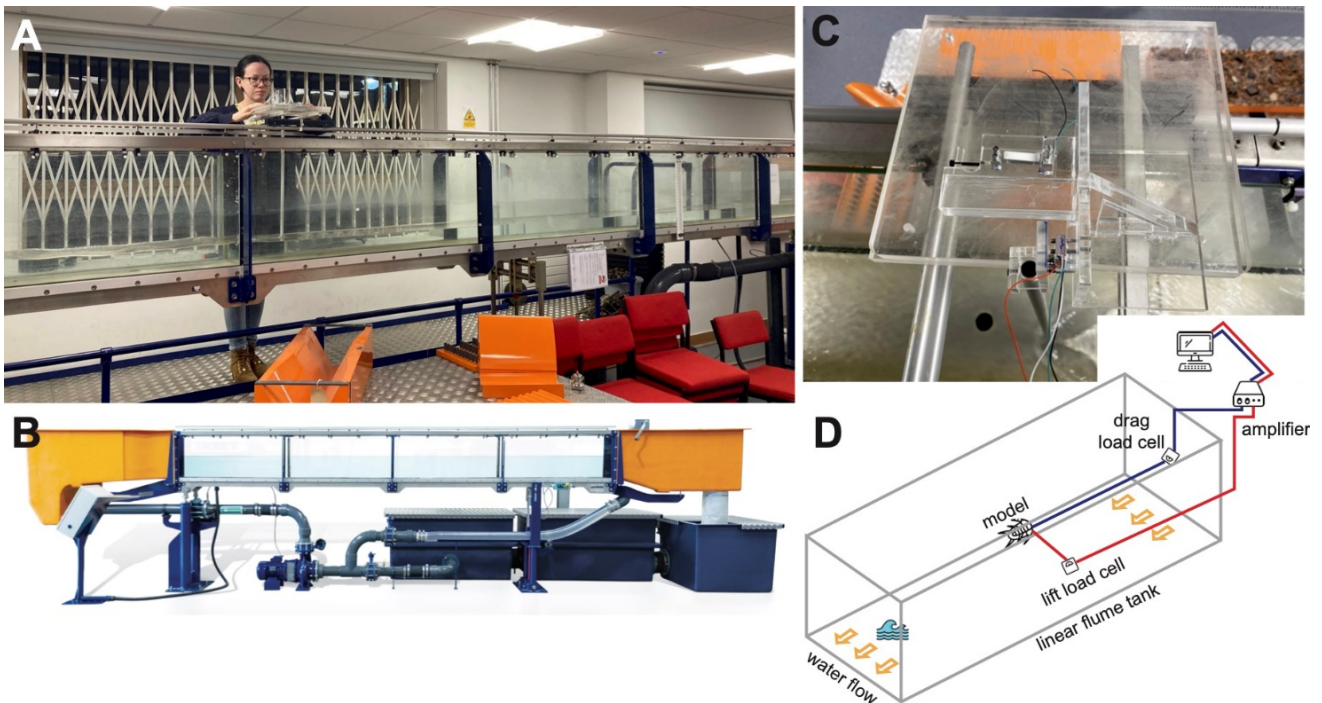 A
B
C
D
drag
load cell
amplifier
model
lift load cell
linear flume tank
water flow